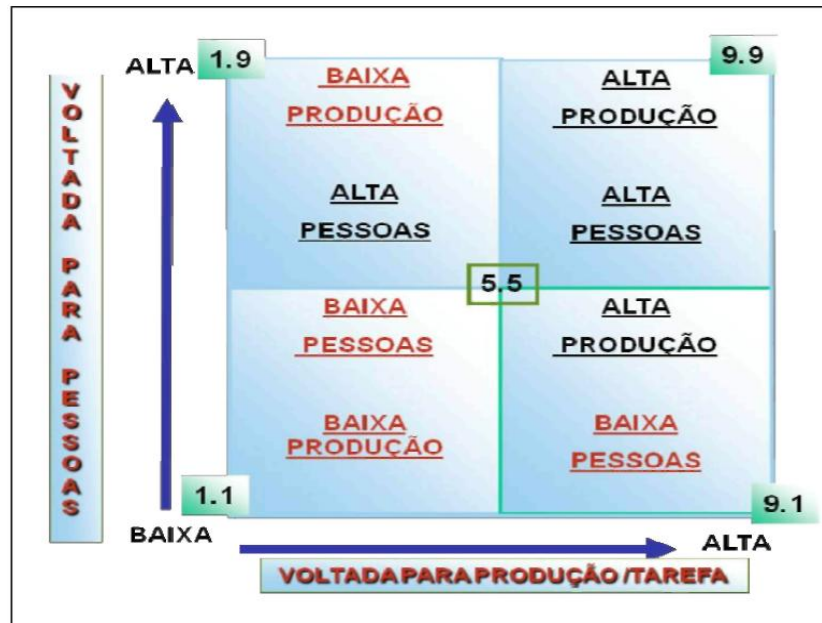 ALTA
1.9
9.9
BAIXA
PRODUÇÃO
ALTA
PRODUÇÃO
ALTA
PESSOAS
ALTA
PESSOAS
VOLTADA PARA PESSOAS
5.5
BAIXA
PESSOAS
ALTA
PRODUÇÃO
BAIXA
PRODUÇÃO
BAIXA
PESSOAS
1.1
9.1
BAIXA
ALTA
VOLTADA PARA PRODUÇÃO /TAREFA